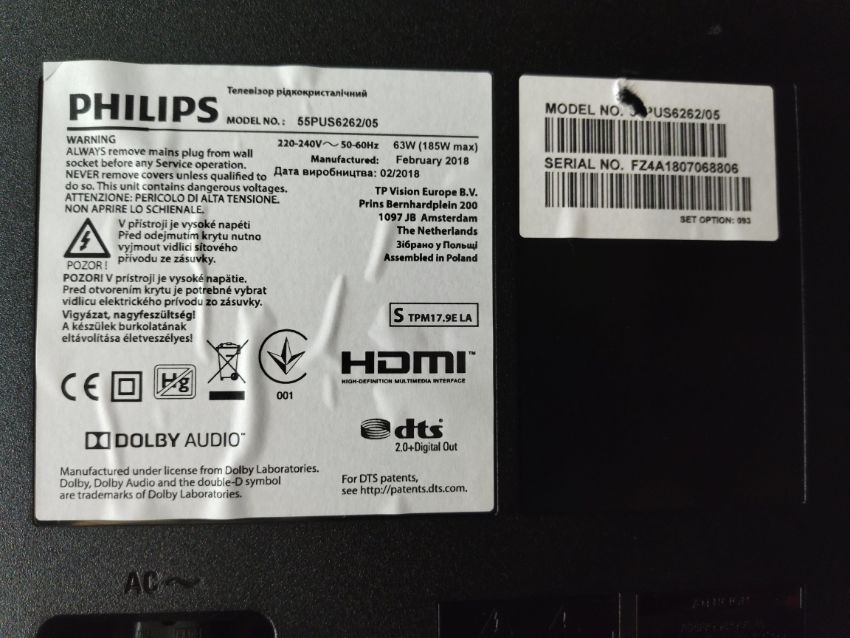 Телевізор рідкокристалічний
PHILIPS MODEL NO.: 55PUS6262/05
WARNING
ALWAYS remove mains plug from wall
socket before any Service operation.
NEVER remove covers unless qualified to
do so. This unit contains dangerous voltages.
ATTENZIONE: PERICOLO DI ALTA TENSIONE.
NON APRIRE LO SCHIENALE.
220-240V～ 50-60Hz 63W (185W max)
Manufactured: February 2018
Дата виробництва: 02/2018
TP Vision Europe B.V.
Prins Bernhardplein 200
1097 JB Amsterdam
The Netherlands
Зібрано у Польщі
Assembled in Poland
V přístroji je vysoké napětí
Před odejmutím krytu nutno
vyjmout vidlici síťového
přívodu ze zásuvky.
POZOR!
POZOR! V prístroji je vysoké napätie.
Pred otvorením krytu je potrebné vybrat
vidlicu elektrického prívodu zo zásuvky.
Vigyázat, nagyfeszültség!
A készülek burkolatának
eltávolítása életveszélyes!
S TPM17.9E LA
CE
Hg
001
HDMI™
HIGH-DEFINITION MULTIMEDIA INTERFACE
DOLBY AUDIO™
dts
2.0+Digital Out
Manufactured under license from Dolby Laboratories.
Dolby, Dolby Audio and the double-D symbol
are trademarks of Dolby Laboratories.
For DTS patents,
see http://patents.dts.com.
MODEL NO. PUS6262/05
SERIAL NO. FZ4A1807068806
SET OPTION: 093
AC～